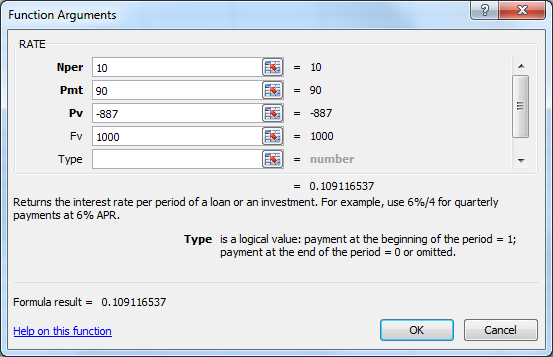 Function Arguments
RATE
Nper 10 = 10
Pmt 90 = 90
Pv -887 = -887
Fv 1000 = 1000
Type = number
= 0.109116537
Returns the interest rate per period of a loan or an investment. For example, use 6%/4 for quarterly
payments at 6% APR.
Type is a logical value: payment at the beginning of the period = 1;
payment at the end of the period = 0 or omitted.
Formula result = 0.109116537
Help on this function OK Cancel